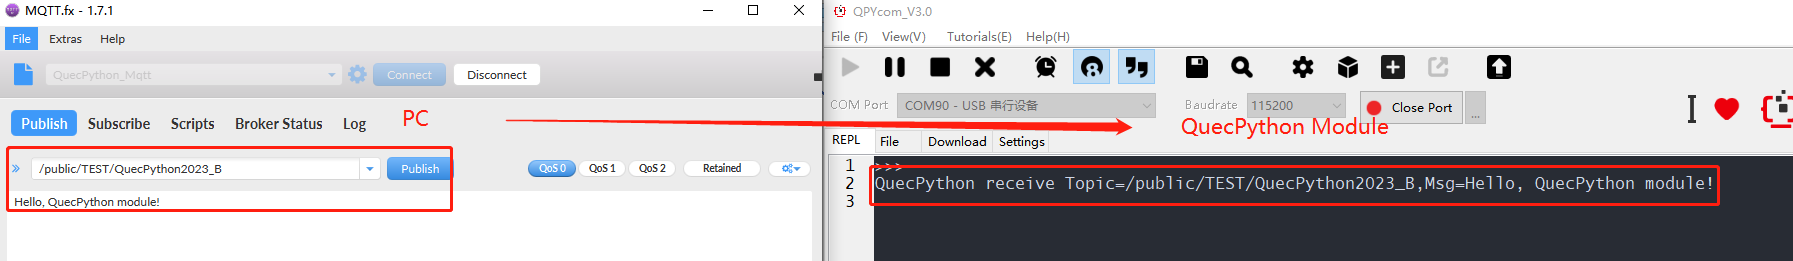 MQTT.fx - 1.7.1
File Extras Help
QuecPython_Mqtt Connect Disconnect
Publish Subscribe Scripts Broker Status Log PC
/public/TEST/QuecPython2023_B Publish QoS 0 QoS 1 QoS 2 Retained
Hello, QuecPython module!
QPYcom_V3.0
File (F) View(V) Tutorials(E) Help(H)
COM Port COM90 - USB 串行设备 Baudrate 115200 Close Port ...
QuecPython Module
REPL File Download Settings
1 >>>
2 QuecPython receive Topic=/public/TEST/QuecPython2023_B,Msg=Hello, QuecPython module!
3